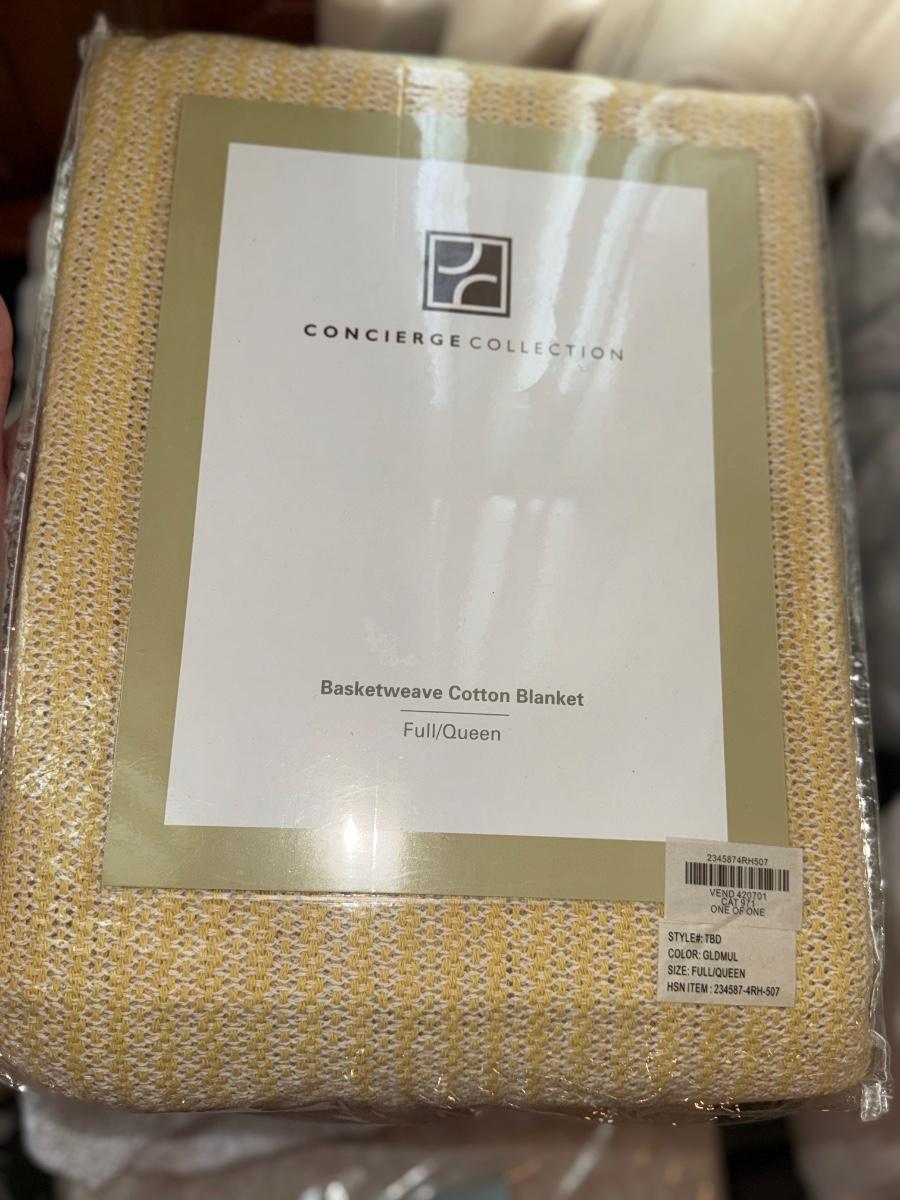 CONCIERGE COLLECTION
Basketweave Cotton Blanket
Full/Queen
2345874RH507
VEND 420701
CAT 971
ONE OF ONE
STYLE#: TBD
COLOR: GLDMUL
SIZE: FULL/QUEEN
HSN ITEM : 234587-4RH-507